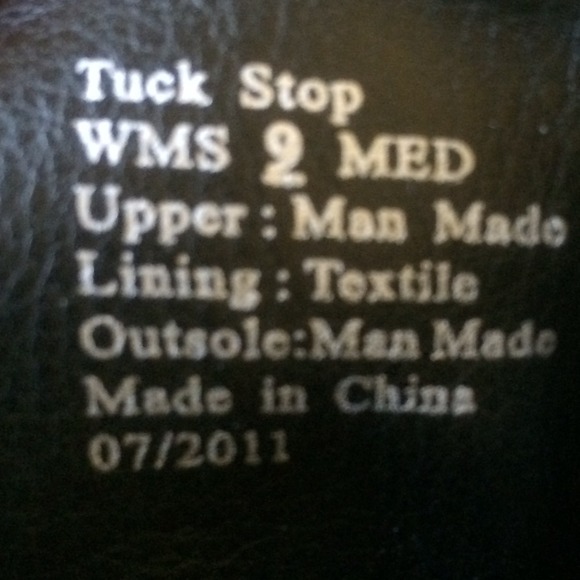 Tuck Stop
WMS 9 MED
Upper: Man Made
Lining: Textile
Outsole:Man Made
Made in China
07/2011